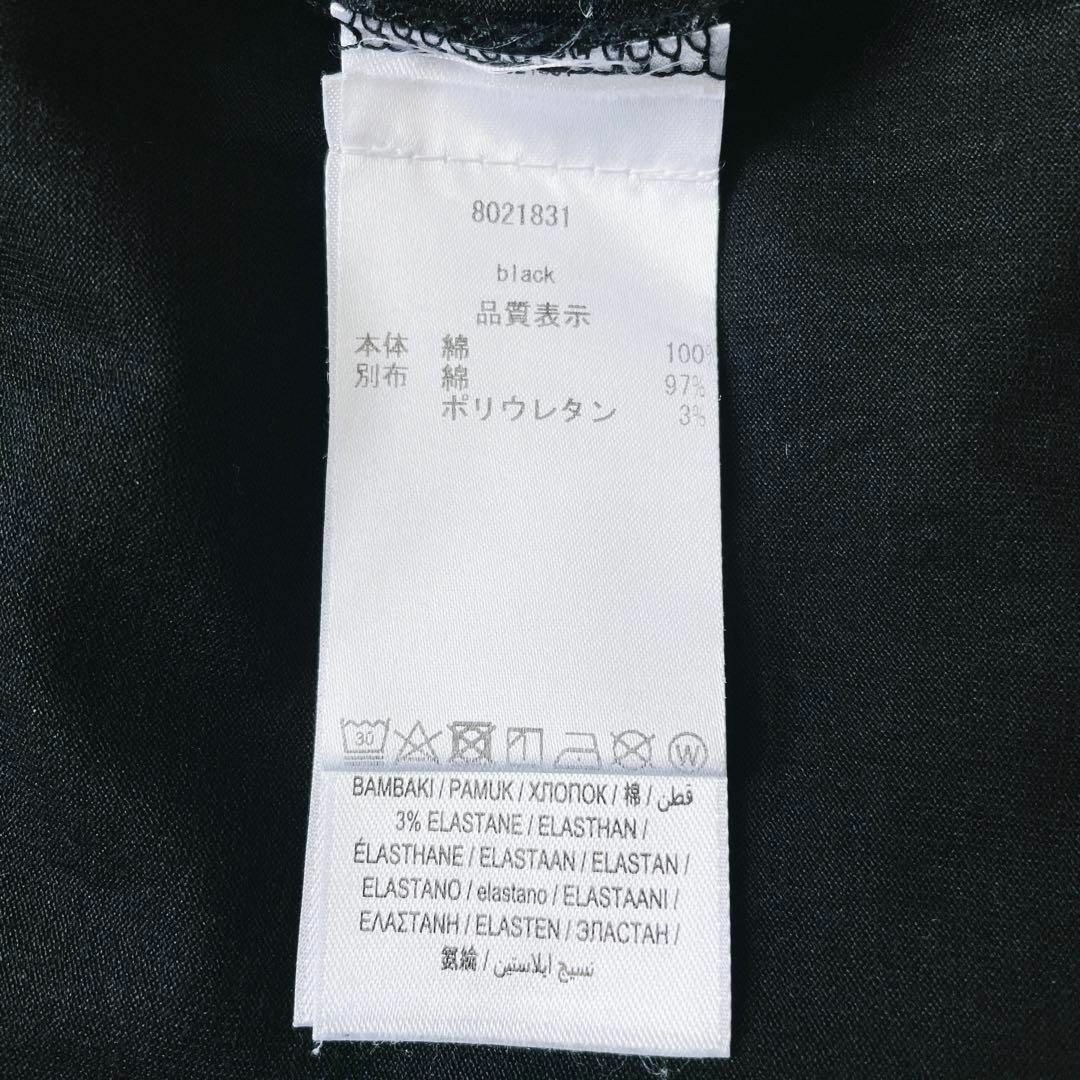 8021831
black
品質表示
本体 綿 100%
別布 綿 97%
ポリウレタン 3%
30 W
BAMBAKI / PAMUK / ХЛОПОК / 棉 / قطن
3% ELASTANE / ELASTHAN /
ÉLASTHANE / ELASTAAN / ELASTAN /
ELASTANO / elastano / ELASTAANI /
ΕΛΑΣΤΑΝΗ / ELASTEN / ЭЛАСТАН /
氨綸 / نسيج ايلاستين